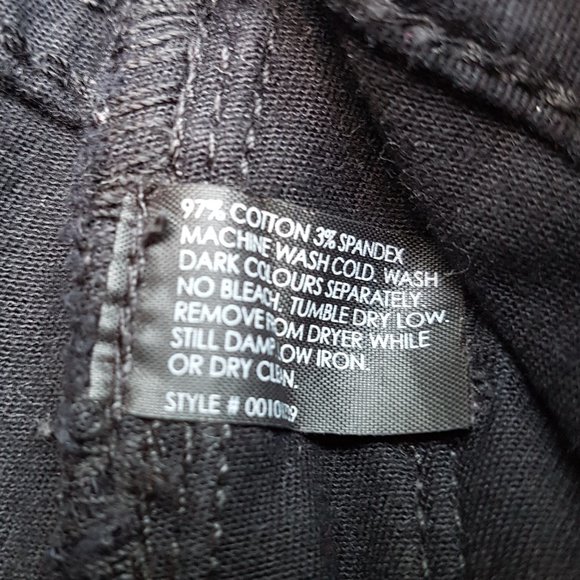 97% COTTON 3% SPANDEX
MACHINE WASH COLD. WASH
DARK COLOURS SEPARATELY.
NO BLEACH. TUMBLE DRY LOW.
REMOVE FROM DRYER WHILE
STILL DAMP. LOW IRON.
OR DRY CLEAN.
STYLE #